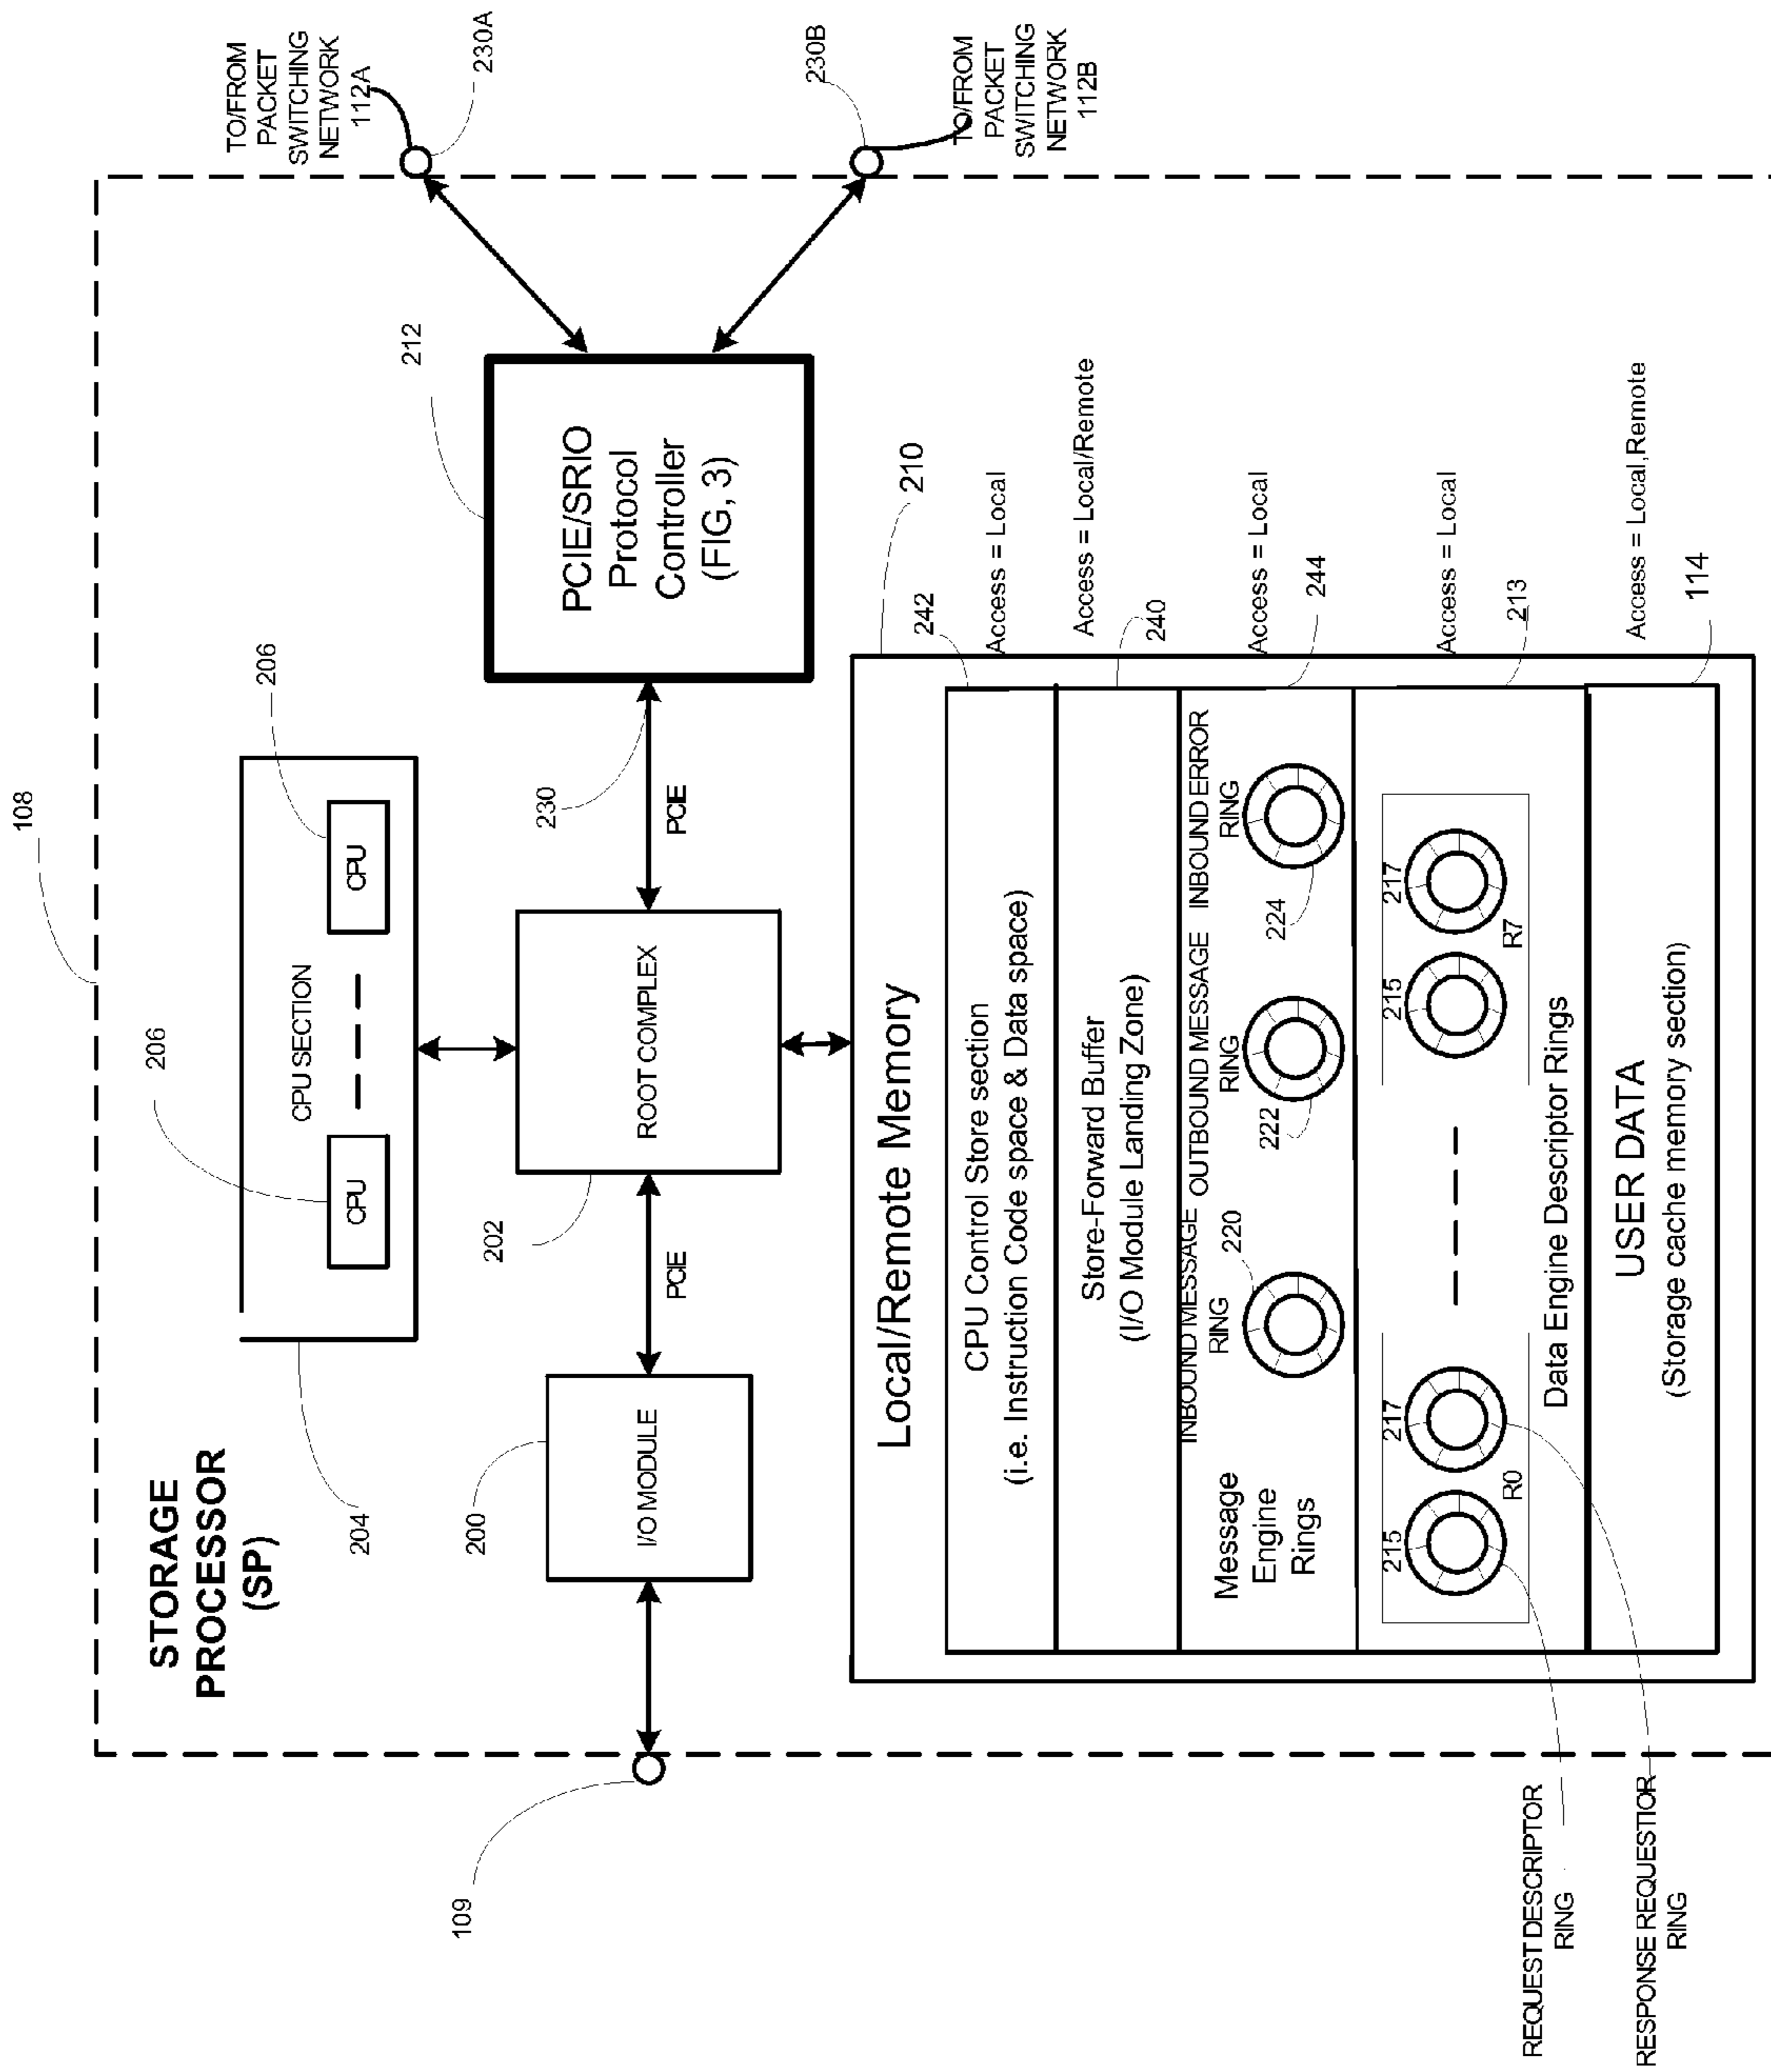 108
STORAGE
PROCESSOR
(SP)
CPU SECTION
CPU
CPU
204
206
206
TO/FROM
PACKET
SWITCHING
NETWORK
112A
230A
230B
TO/FROM
PACKET
SWITCHING
NETWORK
112B
109
200
I/O MODULE
PCIE
202
ROOT COMPLEX
230
PCIE
212
PCIE/SRIO
Protocol
Controller
(FIG, 3)
210
Local/Remote Memory
242
Access = Local
CPU Control Store section
(i.e. Instruction Code space & Data space)
Access = Local/Remote
240
Store-Forward Buffer
(I/O Module Landing Zone)
Message
Engine
Rings
INBOUND MESSAGE
RING
220
OUTBOUND MESSAGE
RING
222
INBOUND ERROR
RING
224
Access = Local
244
215
217
R0
215
217
R7
Access = Local
213
Data Engine Descriptor Rings
USER DATA
(Storage cache memory section)
Access = Local,Remote
114
REQUEST DESCRIPTOR
RING
RESPONSE REQUESTIOR
RING